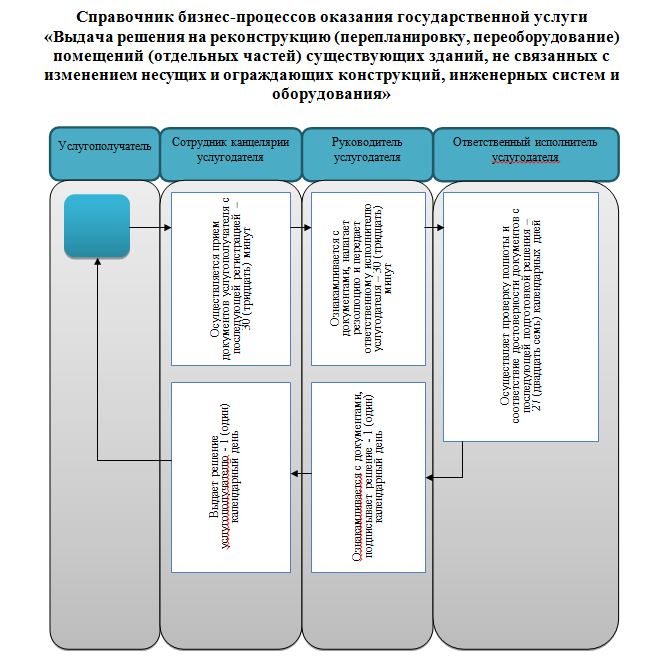 Справочник бизнес-процессов оказания государственной услуги
«Выдача решения на реконструкцию (перепланировку, переоборудование)
помещений (отдельных частей) существующих зданий, не связанных с
изменением несущих и ограждающих конструкций, инженерных систем и
оборудования»
Услугополучатель
Сотрудник канцелярии
услугодателя
Руководитель
услугодателя
Ответственный исполнитель
услугодателя
Осуществляется прием
документов услугополучателя с
последующей регистрацией –
30 (тридцать) минут
Ознакамливается с
документами, налагает
резолюцию и передает
ответственному исполнителю
услугодателя – 30 (тридцать)
минут
Осуществляет проверку полноты и
соответствие достоверности документов с
последующей подготовкой решения –
27 (двадцать семь) календарных дней
Выдает решение
услугополучателю - 1 (один)
календарный день
Ознакамливается с документами,
подписывает решение - 1 (один)
календарный день